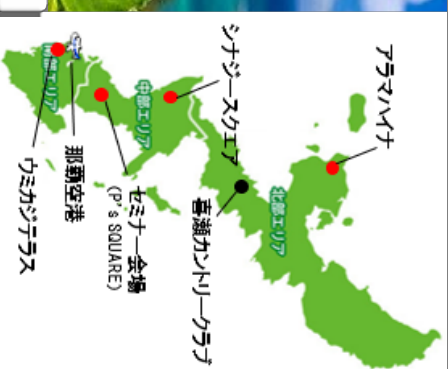 アラマハイナ
北部エリア
喜瀬カントリークラブ
シナジースクエア
中部エリア
セミナー会場
(P's SQUARE)
那覇空港
南部エリア
ウミカジテラス